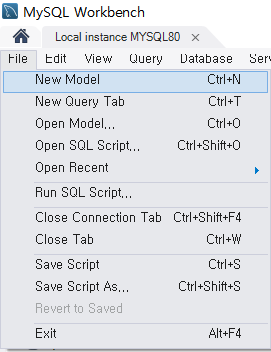 MySQL Workbench
Local instance MYSQL80
File Edit View Query Database
New Model Ctrl+N
New Query Tab Ctrl+T
Open Model... Ctrl+O
Open SQL Script... Ctrl+Shift+O
Open Recent
Run SQL Script...
Close Connection Tab Ctrl+Shift+F4
Close Tab Ctrl+W
Save Script Ctrl+S
Save Script As... Ctrl+Shift+S
Revert to Saved
Exit Alt+F4